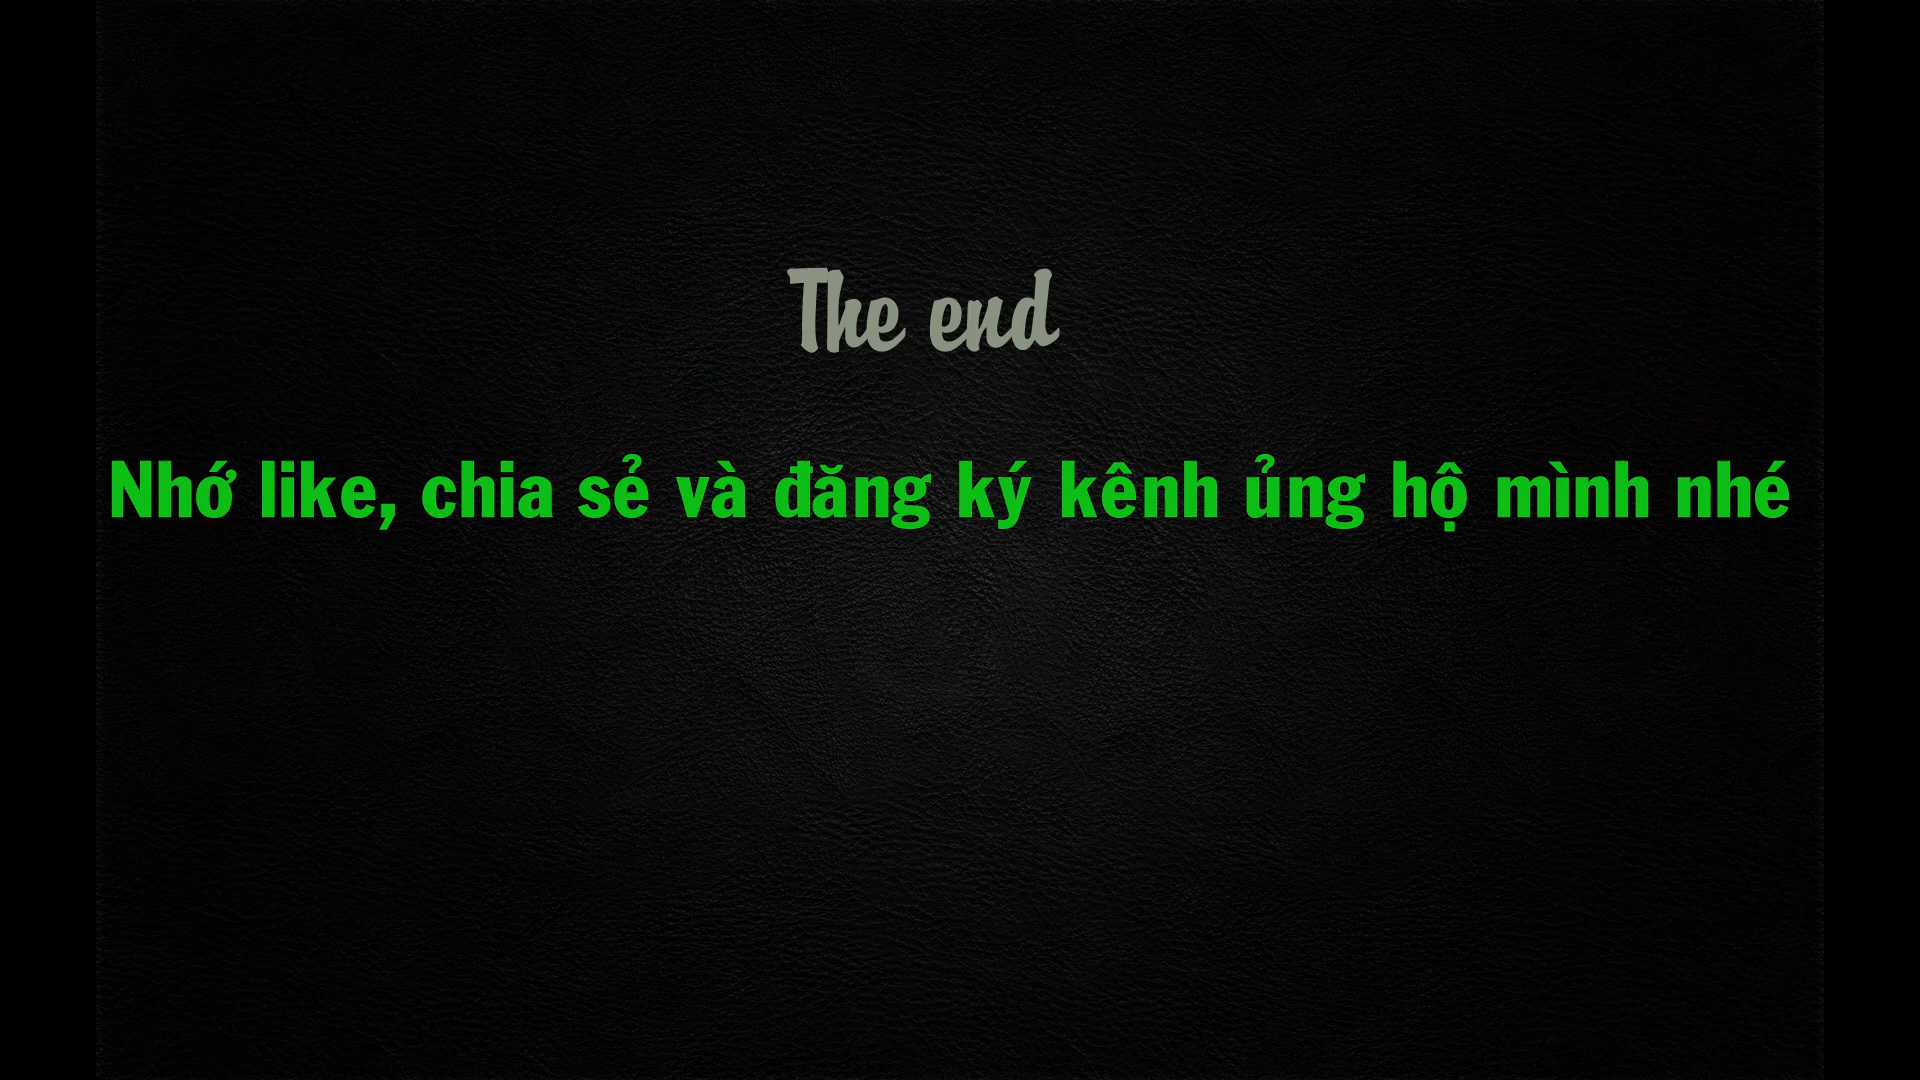 The end
Nhớ like, chia sẻ và đăng ký kênh ủng hộ mình nhé